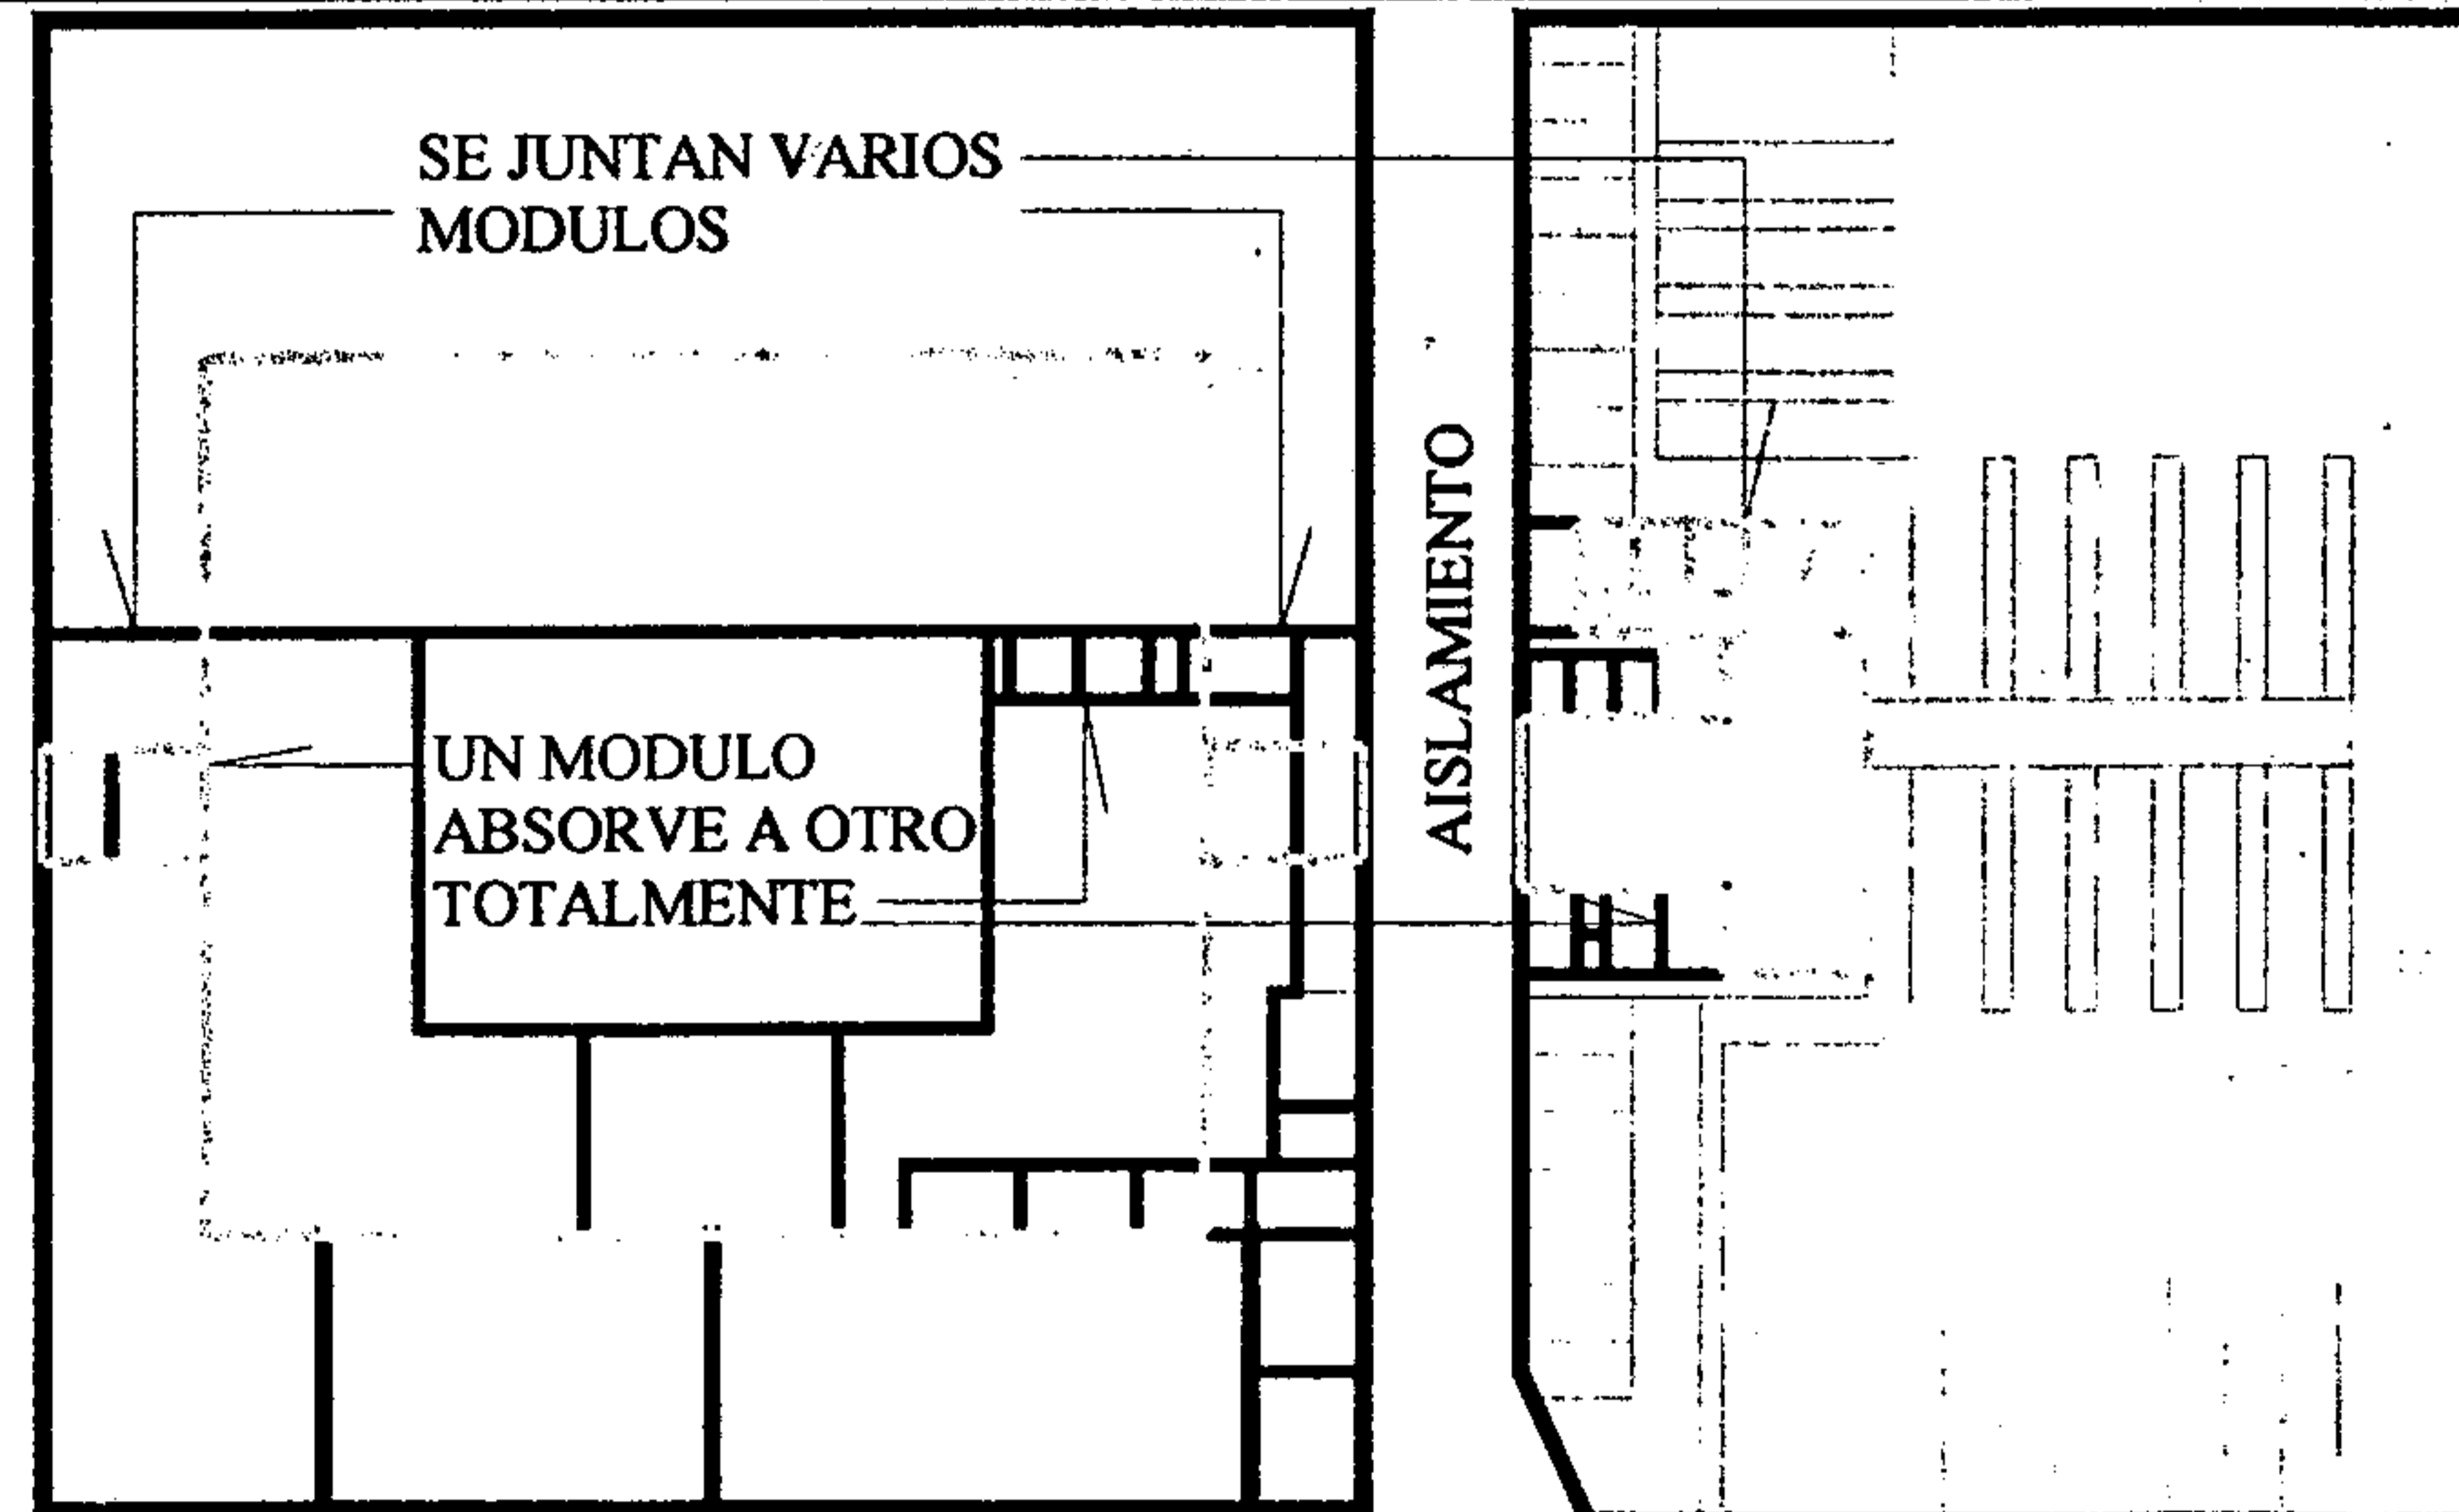 SE JUNTAN VARIOS
MODULOS
UN MODULO
ABSORVE A OTRO
TOTALMENTE
AISLAMIENTO